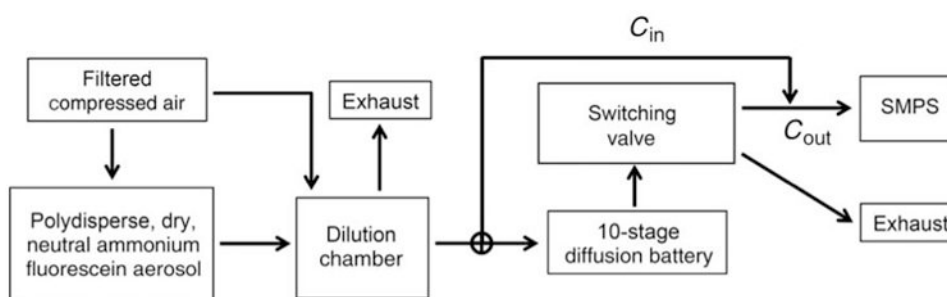 C_in
Filtered
compressed air
Exhaust
Switching
valve
SMPS
C_out
Polydisperse, dry,
neutral ammonium
fluorescein aerosol
Dilution
chamber
10-stage
diffusion battery
Exhaust